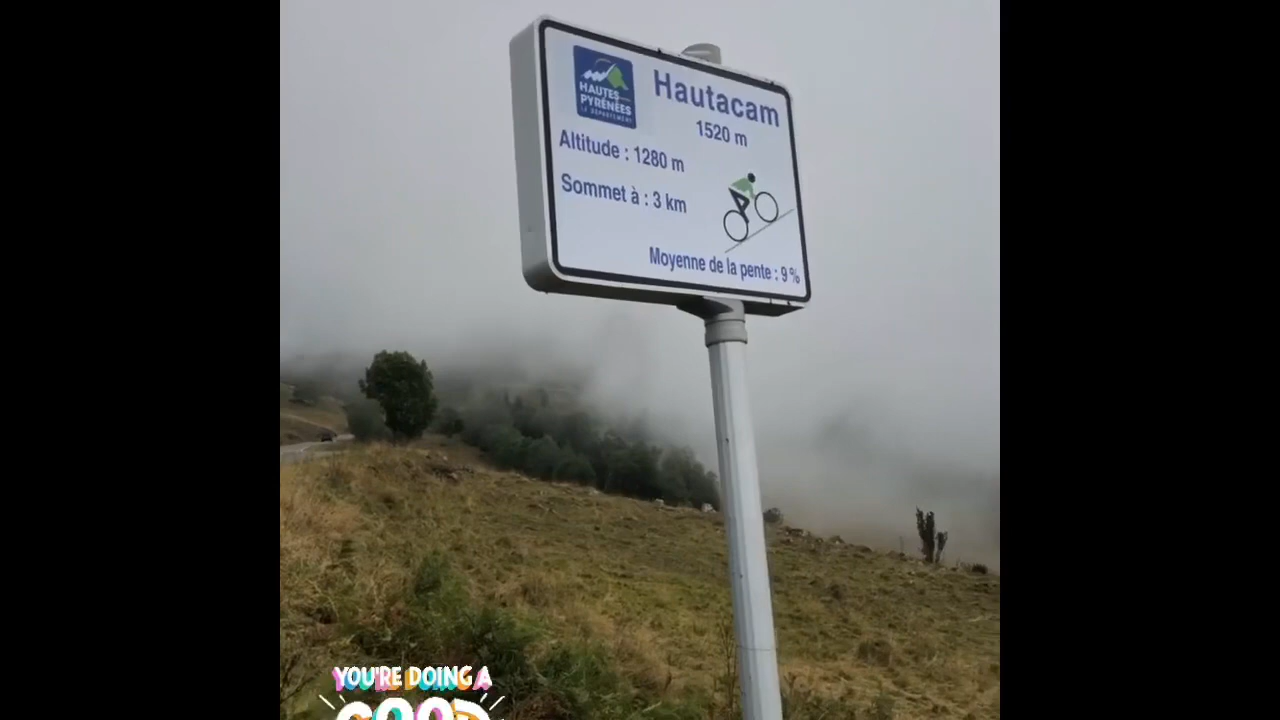 HAUTES
PYRÉNÉES
LE DÉPARTEMENT
Hautacam
1520 m
Altitude : 1280 m
Sommet à : 3 km
Moyenne de la pente : 9 %
YOU'RE DOING A
GOOD